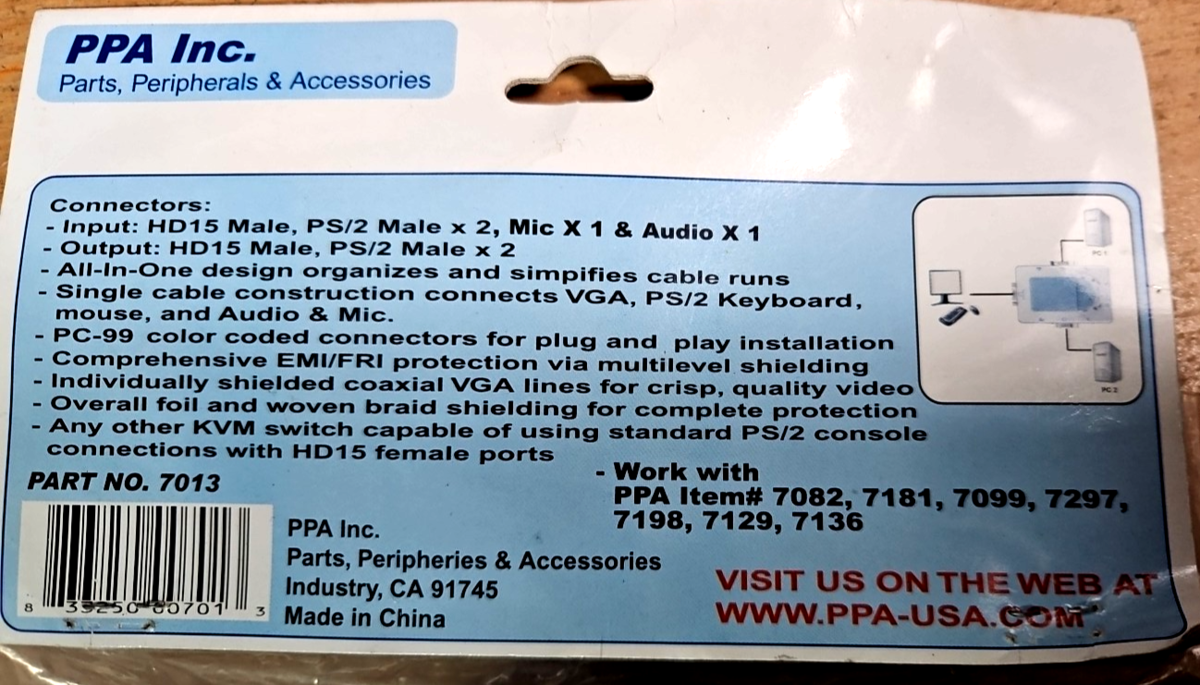 PPA Inc.
Parts, Peripherals & Accessories
Connectors:
- Input: HD15 Male, PS/2 Male x 2, Mic X 1 & Audio X 1
- Output: HD15 Male, PS/2 Male x 2
- All-In-One design organizes and simpifies cable runs
- Single cable construction connects VGA, PS/2 Keyboard,
mouse, and Audio & Mic.
- PC-99 color coded connectors for plug and play installation
- Comprehensive EMI/FRI protection via multilevel shielding
- Individually shielded coaxial VGA lines for crisp, quality video
- Overall foil and woven braid shielding for complete protection
- Any other KVM switch capable of using standard PS/2 console
connections with HD15 female ports
PC 1
PC 2
- Work with
PPA Item# 7082, 7181, 7099, 7297,
7198, 7129, 7136
PART NO. 7013
8 3
PPA Inc.
Parts, Peripheries & Accessories
Industry, CA 91745
Made in China
VISIT US ON THE WEB AT
WWW.PPA-USA.COM